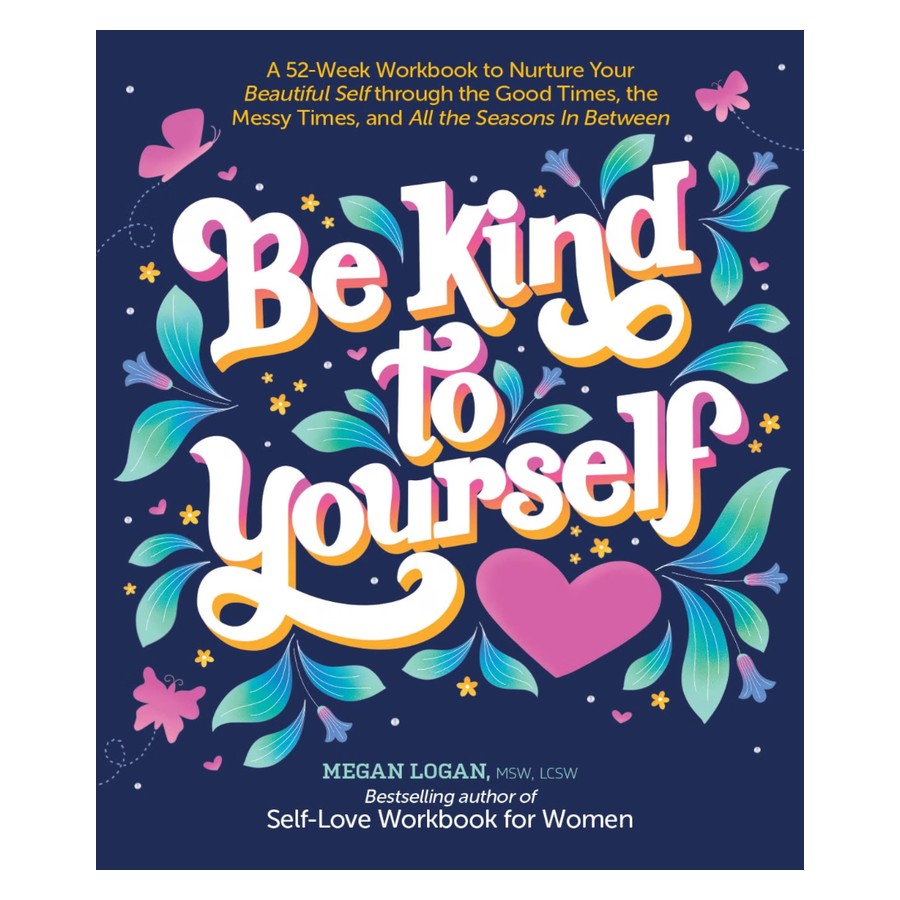 A 52-Week Workbook to Nurture Your
Beautiful Self through the Good Times, the
Messy Times, and All the Seasons In Between
Be Kind
to
Yourself
MEGAN LOGAN, MSW, LCSW
Bestselling author of
Self-Love Workbook for Women